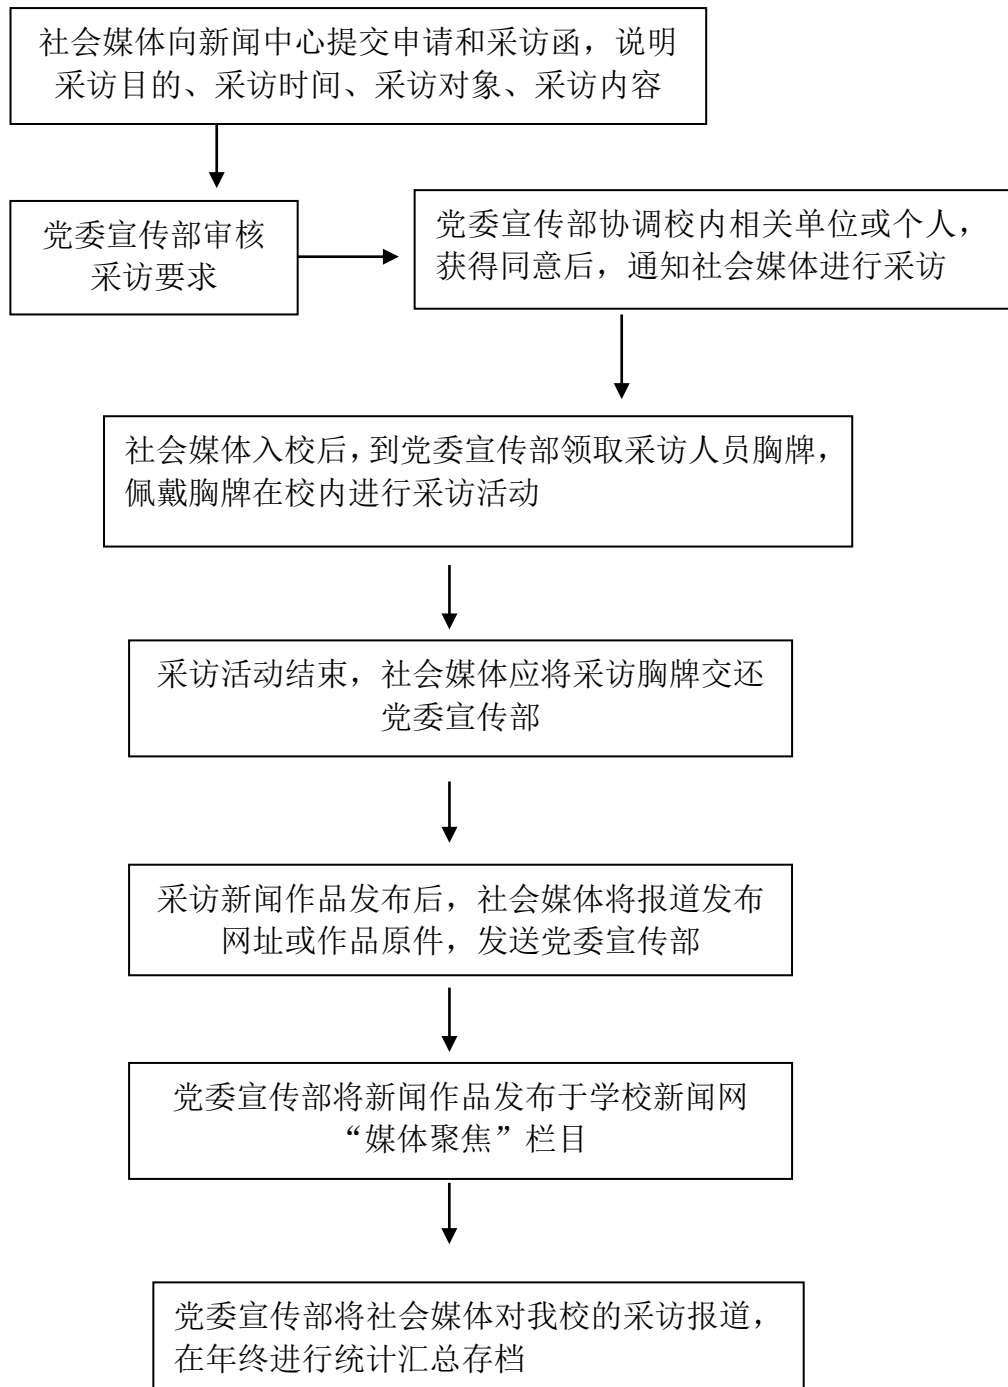 社会媒体向新闻中心提交申请和采访函，说明
采访目的、采访时间、采访对象、采访内容
党委宣传部审核
采访要求
党委宣传部协调校内相关单位或个人，
获得同意后，通知社会媒体进行采访
社会媒体入校后，到党委宣传部领取采访人员胸牌，
佩戴胸牌在校内进行采访活动
采访活动结束，社会媒体应将采访胸牌交还
党委宣传部
采访新闻作品发布后，社会媒体将报道发布
网址或作品原件，发送党委宣传部
党委宣传部将新闻作品发布于学校新闻网
“媒体聚焦”栏目
党委宣传部将社会媒体对我校的采访报道，
在年终进行统计汇总存档